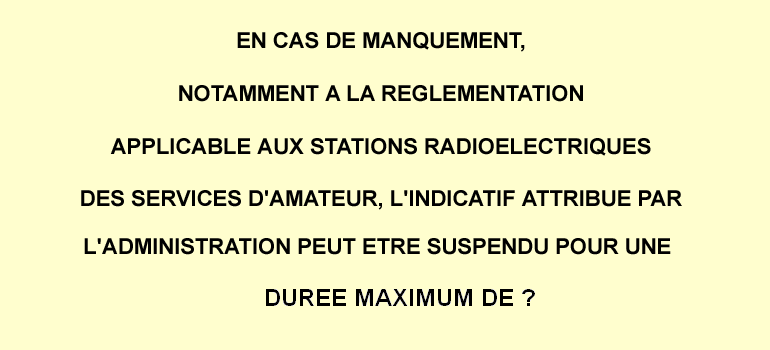 EN CAS DE MANQUEMENT,
NOTAMMENT A LA REGLEMENTATION
APPLICABLE AUX STATIONS RADIOELECTRIQUES
DES SERVICES D'AMATEUR, L'INDICATIF ATTRIBUE PAR
L'ADMINISTRATION PEUT ETRE SUSPENDU POUR UNE
DUREE MAXIMUM DE ?